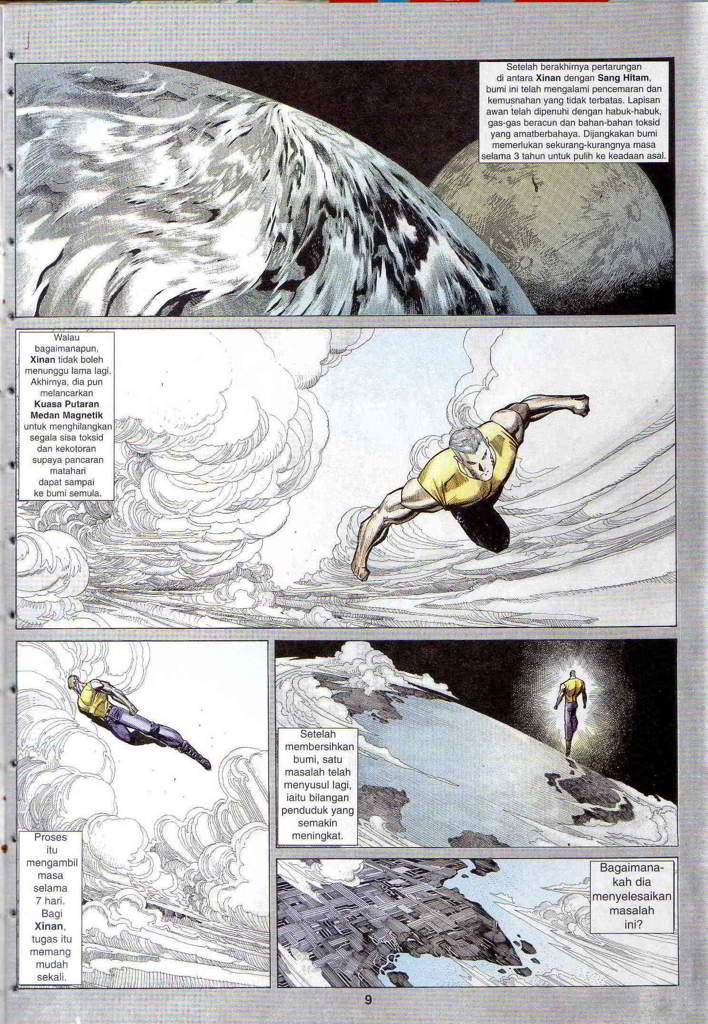 Setelah berakhirnya pertarungan
di antara Xinan dengan Sang Hitam,
bumi ini telah mengalami pencemaran dan
kemusnahan yang tidak terbatas. Lapisan
awan telah dipenuhi dengan habuk-habuk,
gas-gas beracun dan bahan-bahan toksid
yang amatberbahaya. Dijangkakan bumi
memerlukan sekurang-kurangnya masa
selama 3 tahun untuk pulih ke keadaan asal.
Walau
bagaimanapun,
Xinan tidak boleh
menunggu lama lagi.
Akhirnya, dia pun
melancarkan
Kuasa Putaran
Medan Magnetik
untuk menghilangkan
segala sisa toksid
dan kekotoran
supaya pancaran
matahari
dapat sampai
ke bumi semula.
Proses
itu
mengambil
masa
selama
7 hari.
Bagi
Xinan,
tugas itu
memang
mudah
sekali.
Setelah
membersihkan
bumi, satu
masalah telah
menyusul lagi,
iaitu bilangan
penduduk yang
semakin
meningkat.
Bagaimana-
kah dia
menyelesaikan
masalah
ini?
9